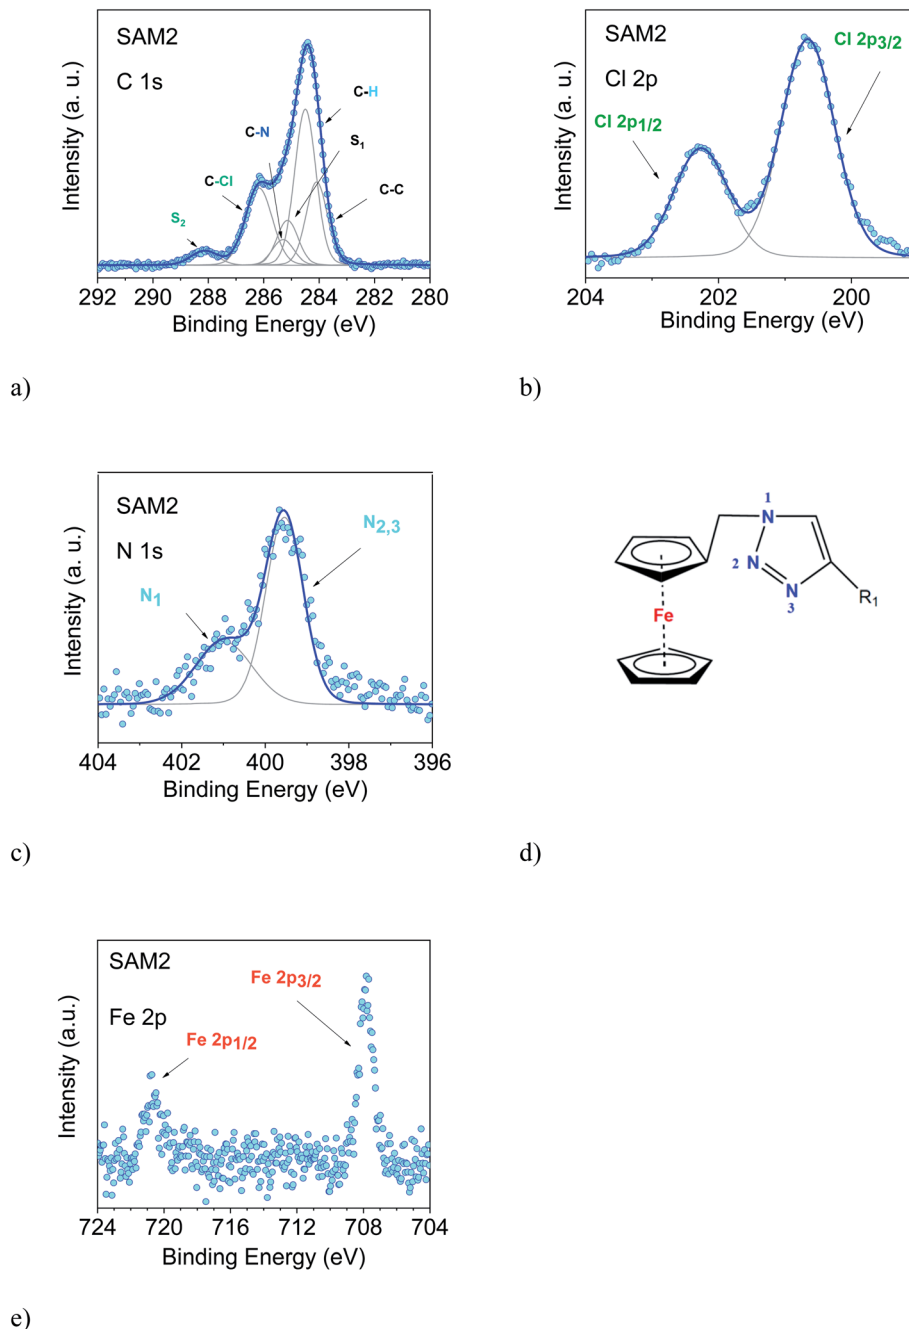 SAM2
C 1s
C-H
C-N
S1
C-Cl
C-C
S2
Intensity (a. u.)
292 290 288 286 284 282 280
Binding Energy (eV)
a)
SAM2
Cl 2p3/2
Cl 2p
Cl 2p1/2
Intensity (a. u.)
204 202 200
Binding Energy (eV)
b)
SAM2
N2,3
N 1s
N1
Intensity (a. u.)
404 402 400 398 396
Binding Energy (eV)
c)
1
N
N
2
N
3
R1
Fe
d)
SAM2
Fe 2p3/2
Fe 2p
Fe 2p1/2
Intensity (a.u.)
724 720 716 712 708 704
Binding Energy (eV)
e)